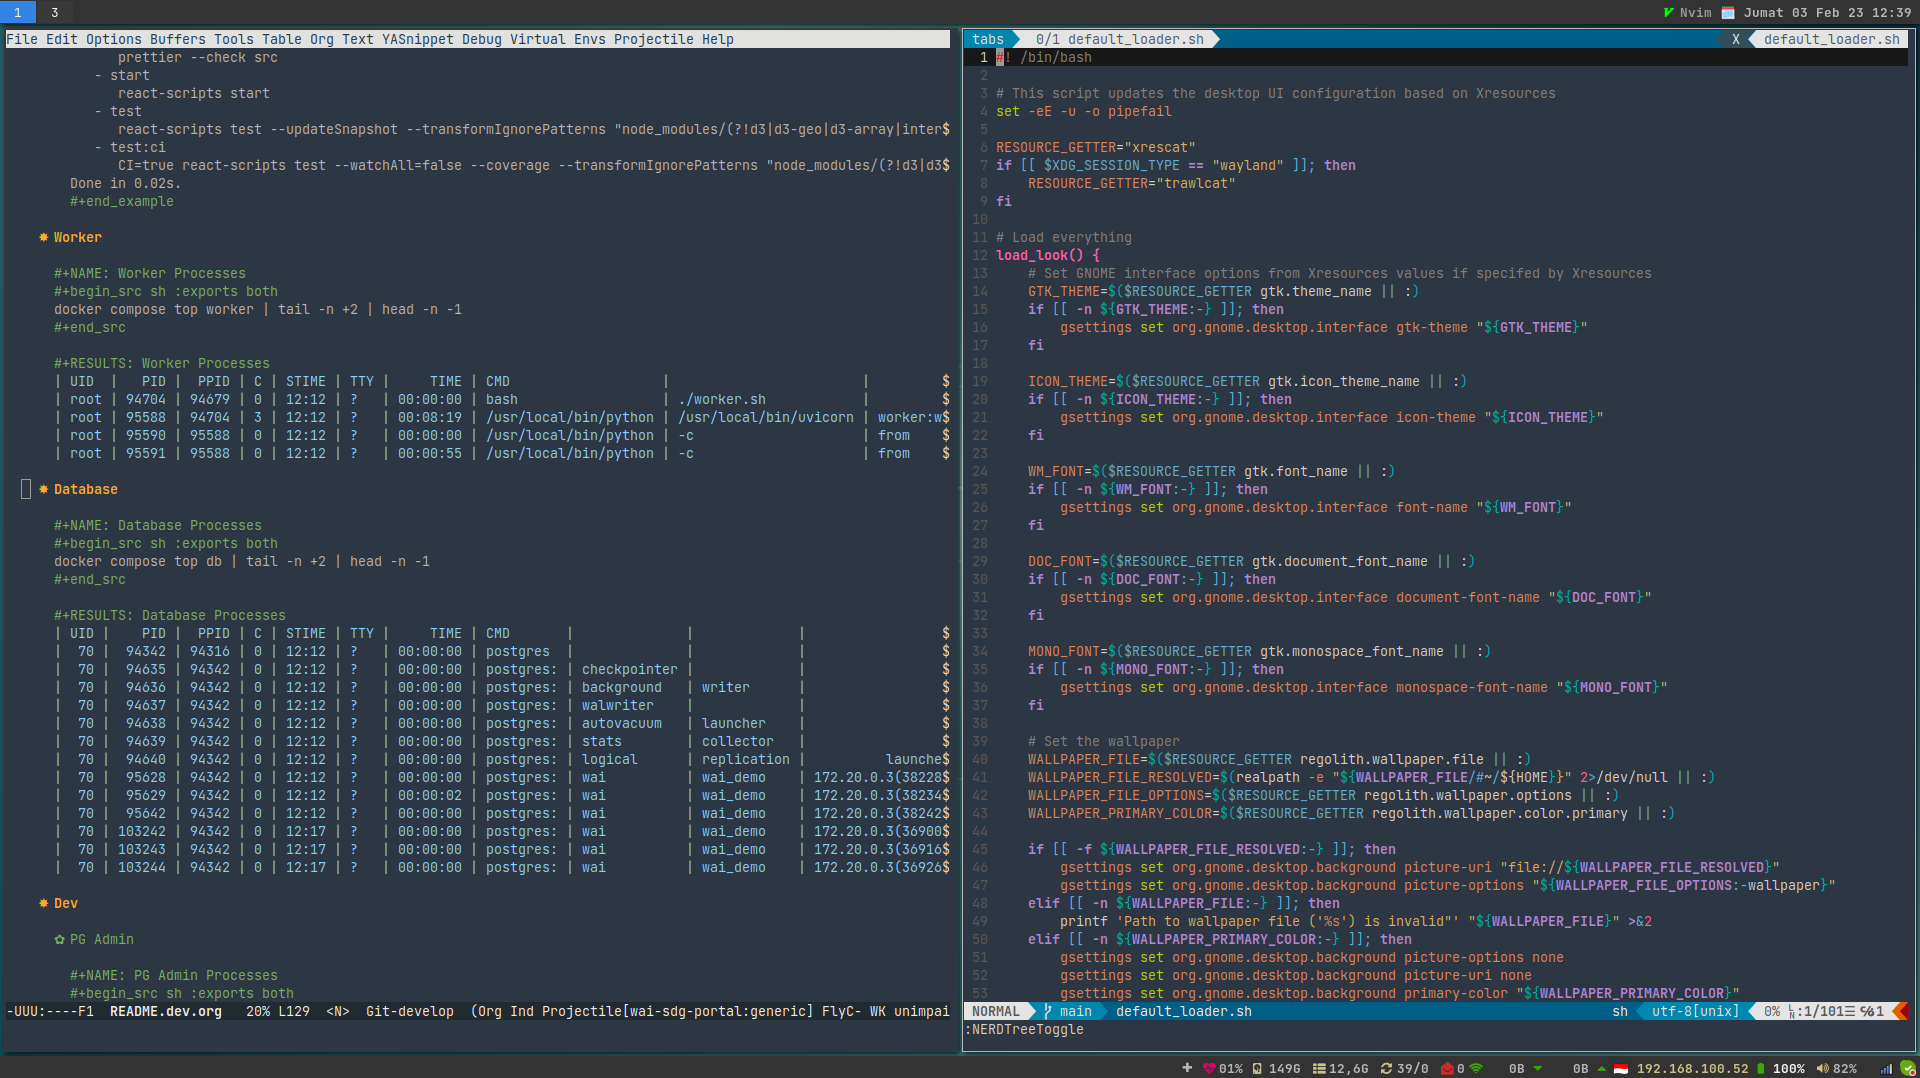 1 3 Nvim Jumat 03 Feb 23 12:39
File Edit Options Buffers Tools Table Org Text YASnippet Debug Virtual Envs Projectile Help
prettier --check src
- start
react-scripts start
- test
react-scripts test --updateSnapshot --transformIgnorePatterns "node_modules/(?!d3|d3-geo|d3-array|inter$
- test:ci
CI=true react-scripts test --watchAll=false --coverage --transformIgnorePatterns "node_modules/(?!d3|d3$
Done in 0.02s.
#+end_example
✸ Worker
#+NAME: Worker Processes
#+begin_src sh :exports both
docker compose top worker | tail -n +2 | head -n -1
#+end_src
#+RESULTS: Worker Processes
| UID | PID | PPID | C | STIME | TTY | TIME | CMD | | $
| root | 94704 | 94679 | 0 | 12:12 | ? | 00:00:00 | bash | ./worker.sh | $
| root | 95588 | 94704 | 3 | 12:12 | ? | 00:08:19 | /usr/local/bin/python | /usr/local/bin/uvicorn | worker:w$
| root | 95590 | 95588 | 0 | 12:12 | ? | 00:00:00 | /usr/local/bin/python | -c | from $
| root | 95591 | 95588 | 0 | 12:12 | ? | 00:00:55 | /usr/local/bin/python | -c | from $
✸ Database
#+NAME: Database Processes
#+begin_src sh :exports both
docker compose top db | tail -n +2 | head -n -1
#+end_src
#+RESULTS: Database Processes
| UID | PID | PPID | C | STIME | TTY | TIME | CMD | | | $
| 70 | 94342 | 94316 | 0 | 12:12 | ? | 00:00:00 | postgres | | | $
| 70 | 94635 | 94342 | 0 | 12:12 | ? | 00:00:00 | postgres: | checkpointer | | $
| 70 | 94636 | 94342 | 0 | 12:12 | ? | 00:00:00 | postgres: | background | writer | $
| 70 | 94637 | 94342 | 0 | 12:12 | ? | 00:00:00 | postgres: | walwriter | | $
| 70 | 94638 | 94342 | 0 | 12:12 | ? | 00:00:00 | postgres: | autovacuum | launcher | $
| 70 | 94639 | 94342 | 0 | 12:12 | ? | 00:00:00 | postgres: | stats | collector | $
| 70 | 94640 | 94342 | 0 | 12:12 | ? | 00:00:00 | postgres: | logical | replication | launche$
| 70 | 95628 | 94342 | 0 | 12:12 | ? | 00:00:00 | postgres: | wai | wai_demo | 172.20.0.3(38228$
| 70 | 95629 | 94342 | 0 | 12:12 | ? | 00:00:02 | postgres: | wai | wai_demo | 172.20.0.3(38234$
| 70 | 95642 | 94342 | 0 | 12:12 | ? | 00:00:00 | postgres: | wai | wai_demo | 172.20.0.3(38242$
| 70 | 103242 | 94342 | 0 | 12:17 | ? | 00:00:00 | postgres: | wai | wai_demo | 172.20.0.3(36900$
| 70 | 103243 | 94342 | 0 | 12:17 | ? | 00:00:00 | postgres: | wai | wai_demo | 172.20.0.3(36916$
| 70 | 103244 | 94342 | 0 | 12:17 | ? | 00:00:00 | postgres: | wai | wai_demo | 172.20.0.3(36926$
✸ Dev
✿ PG Admin
#+NAME: PG Admin Processes
#+begin_src sh :exports both
-UUU:----F1 README.dev.org 20% L129 <N> Git-develop (Org Ind Projectile[wai-sdg-portal:generic] FlyC- WK unimpai
tabs 0/1 default_loader.sh X default_loader.sh
1 #! /bin/bash
2
3 # This script updates the desktop UI configuration based on Xresources
4 set -eE -u -o pipefail
5
6 RESOURCE_GETTER="xrescat"
7 if [[ $XDG_SESSION_TYPE == "wayland" ]]; then
8 RESOURCE_GETTER="trawlcat"
9 fi
10
11 # Load everything
12 load_look() {
13 # Set GNOME interface options from Xresources values if specifed by Xresources
14 GTK_THEME=$($RESOURCE_GETTER gtk.theme_name || :)
15 if [[ -n ${GTK_THEME:-} ]]; then
16 gsettings set org.gnome.desktop.interface gtk-theme "${GTK_THEME}"
17 fi
18
19 ICON_THEME=$($RESOURCE_GETTER gtk.icon_theme_name || :)
20 if [[ -n ${ICON_THEME:-} ]]; then
21 gsettings set org.gnome.desktop.interface icon-theme "${ICON_THEME}"
22 fi
23
24 WM_FONT=$($RESOURCE_GETTER gtk.font_name || :)
25 if [[ -n ${WM_FONT:-} ]]; then
26 gsettings set org.gnome.desktop.interface font-name "${WM_FONT}"
27 fi
28
29 DOC_FONT=$($RESOURCE_GETTER gtk.document_font_name || :)
30 if [[ -n ${DOC_FONT:-} ]]; then
31 gsettings set org.gnome.desktop.interface document-font-name "${DOC_FONT}"
32 fi
33
34 MONO_FONT=$($RESOURCE_GETTER gtk.monospace_font_name || :)
35 if [[ -n ${MONO_FONT:-} ]]; then
36 gsettings set org.gnome.desktop.interface monospace-font-name "${MONO_FONT}"
37 fi
38
39 # Set the wallpaper
40 WALLPAPER_FILE=$($RESOURCE_GETTER regolith.wallpaper.file || :)
41 WALLPAPER_FILE_RESOLVED=$(realpath -e "${WALLPAPER_FILE/#~/${HOME}}" 2>/dev/null || :)
42 WALLPAPER_FILE_OPTIONS=$($RESOURCE_GETTER regolith.wallpaper.options || :)
43 WALLPAPER_PRIMARY_COLOR=$($RESOURCE_GETTER regolith.wallpaper.color.primary || :)
44
45 if [[ -f ${WALLPAPER_FILE_RESOLVED:-} ]]; then
46 gsettings set org.gnome.desktop.background picture-uri "file://${WALLPAPER_FILE_RESOLVED}"
47 gsettings set org.gnome.desktop.background picture-options "${WALLPAPER_FILE_OPTIONS:-wallpaper}"
48 elif [[ -n ${WALLPAPER_FILE:-} ]]; then
49 printf 'Path to wallpaper file ('%s') is invalid"' "${WALLPAPER_FILE}" >&2
50 elif [[ -n ${WALLPAPER_PRIMARY_COLOR:-} ]]; then
51 gsettings set org.gnome.desktop.background picture-options none
52 gsettings set org.gnome.desktop.background picture-uri none
53 gsettings set org.gnome.desktop.background primary-color "${WALLPAPER_PRIMARY_COLOR}"
NORMAL main default_loader.sh sh utf-8[unix] 0% ㏑:1/101☰ ℅1
:NERDTreeToggle
01% 149G 12,6G 39/0 0 0B 0B 192.168.100.52 100% 82%